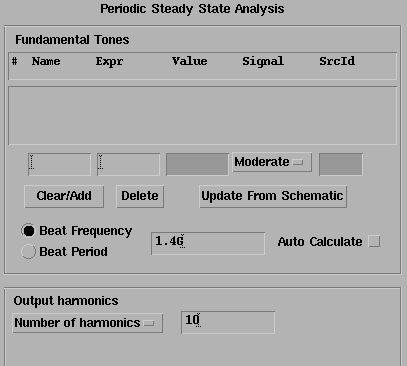 Periodic Steady State Analysis
Fundamental Tones
# Name Expr Value Signal SrcId
Moderate
Clear/Add Delete Update From Schematic
Beat Frequency
Beat Period
1.4G
Auto Calculate
Output harmonics
Number of harmonics 10